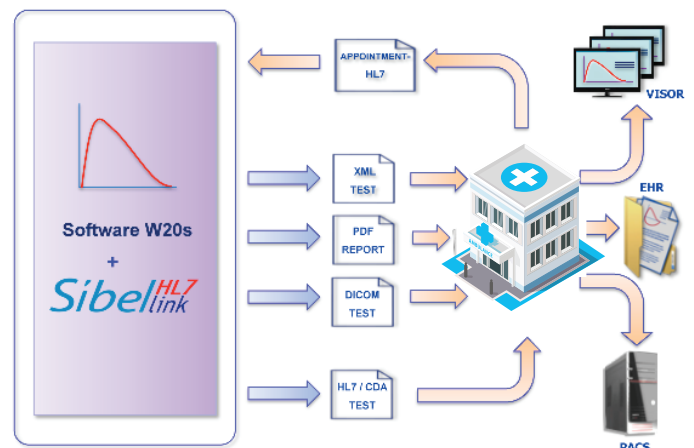 APPOINTMENT-
HL7
VISOR
XML
TEST
EHR
Software W20s
+
Sibel HL7
link
PDF
REPORT
AMBULANCE
DICOM
TEST
HL7 / CDA
TEST
PACS